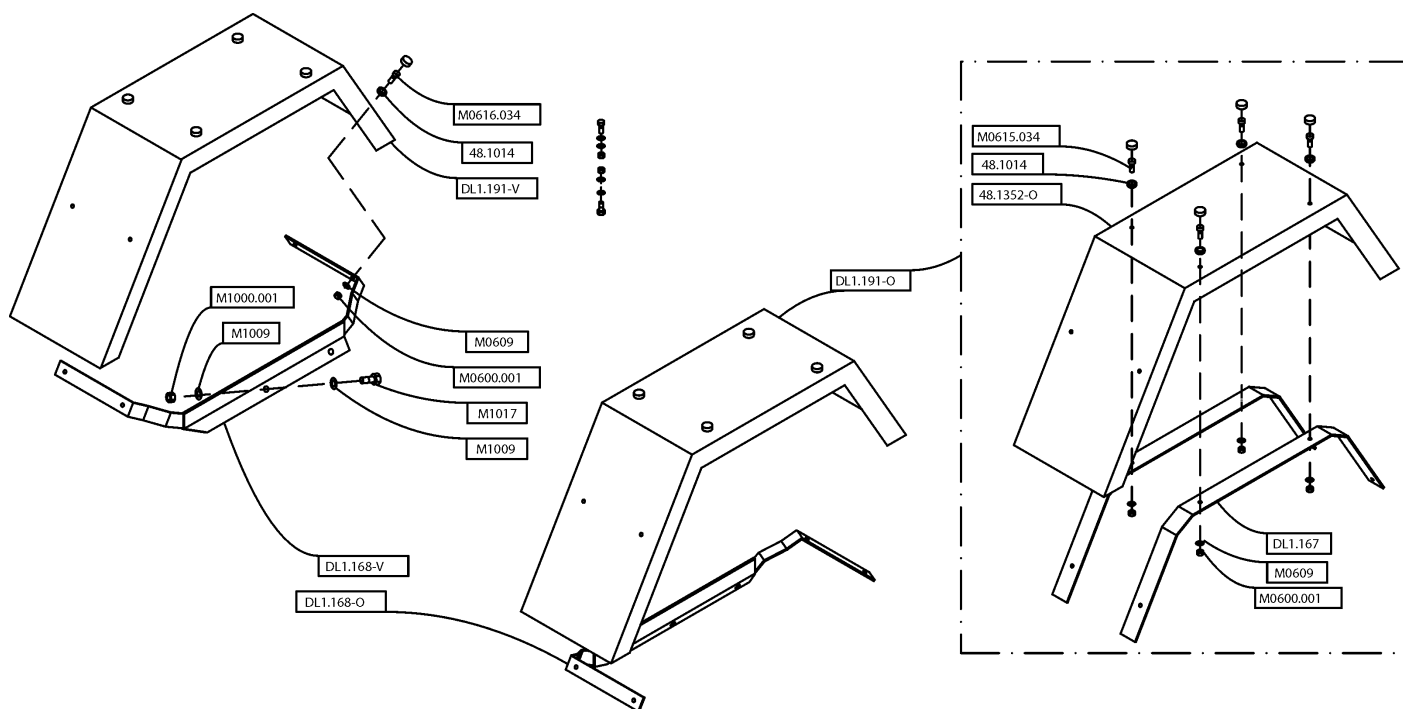 M0616.034
48.1014
DL1.191-V
M1000.001
M1009
M0609
M0600.001
M1017
M1009
DL1.168-V
DL1.168-O
DL1.191-O
M0615.034
48.1014
48.1352-O
DL1.167
M0609
M0600.001